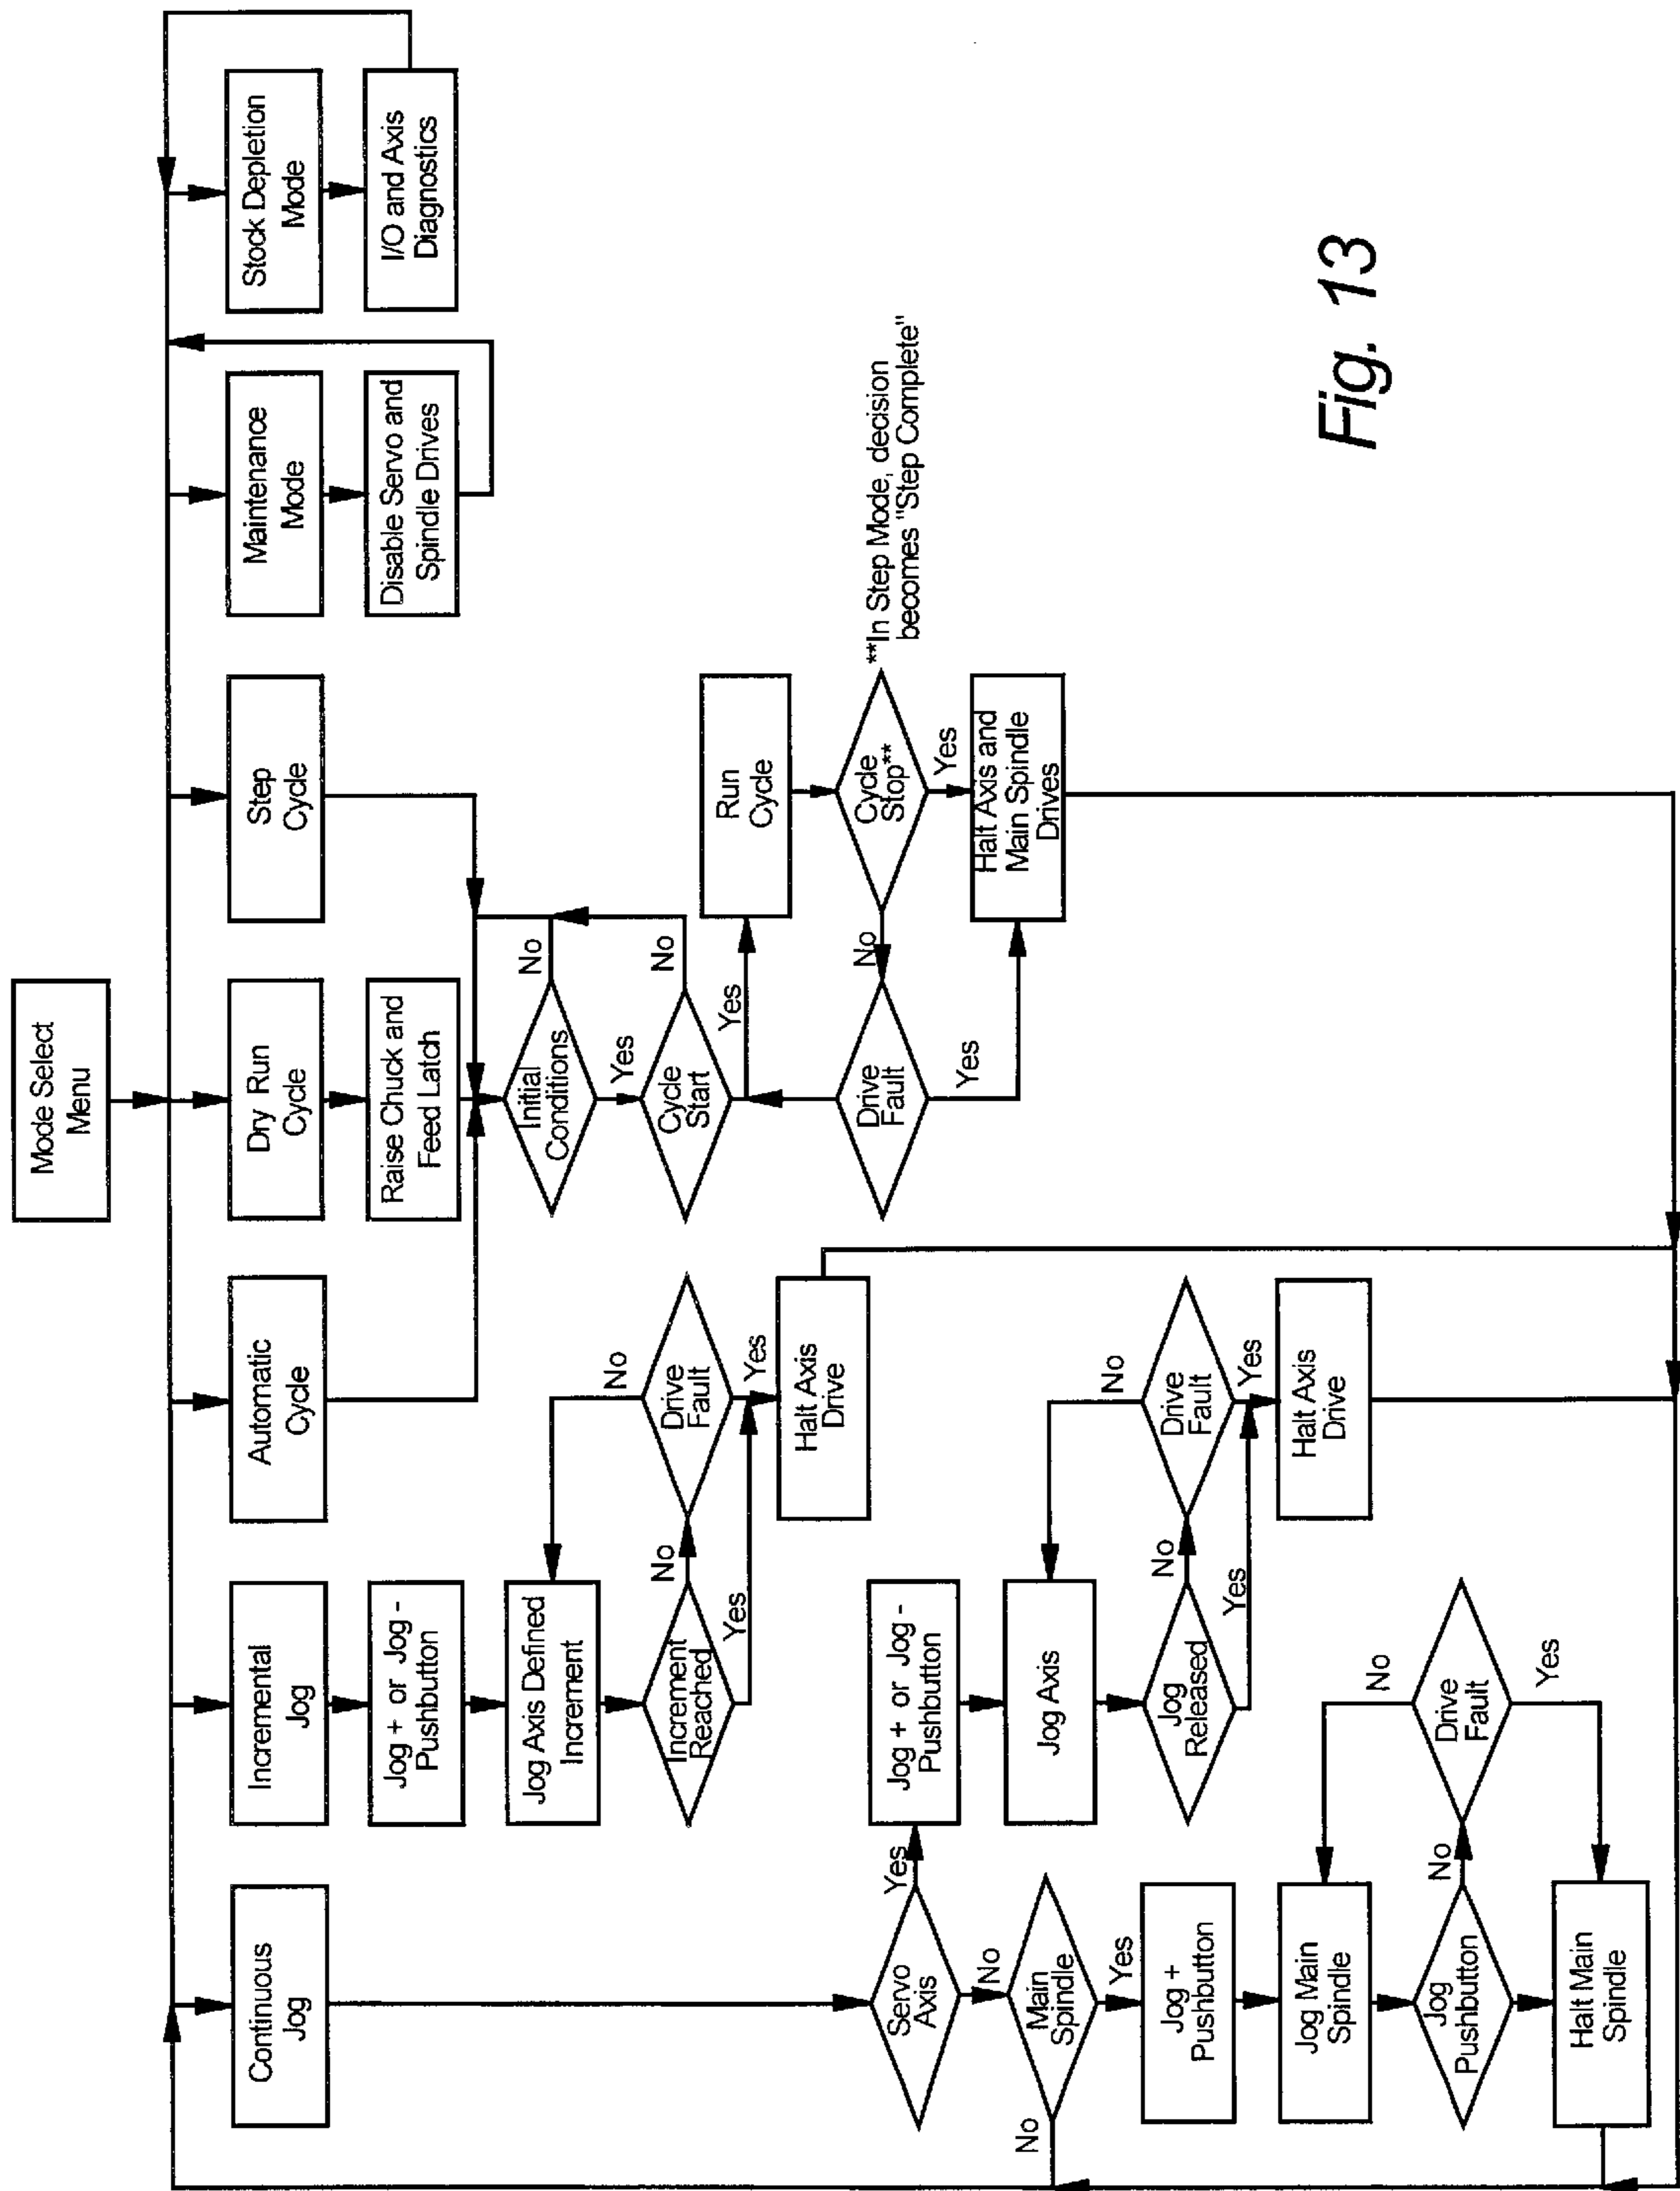 Mode Select
Menu
Continuous
Jog
Incremental
Jog
Automatic
Cycle
Dry Run
Cycle
Step
Cycle
Maintenance
Mode
Stock Depletion
Mode
Jog + or Jog -
Pushbutton
Raise Chuck and
Feed Latch
Disable Servo and
Spindle Drives
I/O and Axis
Diagnostics
Jog Axis Defined
Increment
No
Initial
Conditions
No
Yes
Increment
Reached
No
Yes
Drive
Fault
Yes
Cycle
Start
No
Yes
Run
Cycle
Halt Axis
Drive
Drive
Fault
No
Yes
Cycle
Stop**
Yes
**In Step Mode, decision
becomes "Step Complete"
Halt Axis and
Main Spindle
Drives
Servo
Axis
Yes
No
Jog + or Jog -
Pushbutton
Main
Spindle
No
Yes
Jog Axis
No
Jog
Released
No
Yes
Drive
Fault
Yes
Halt Axis
Drive
Jog +
Pushbutton
Jog Main
Spindle
No
Jog
Pushbutton
No
Drive
Fault
Yes
Halt Main
Spindle
Fig. 13